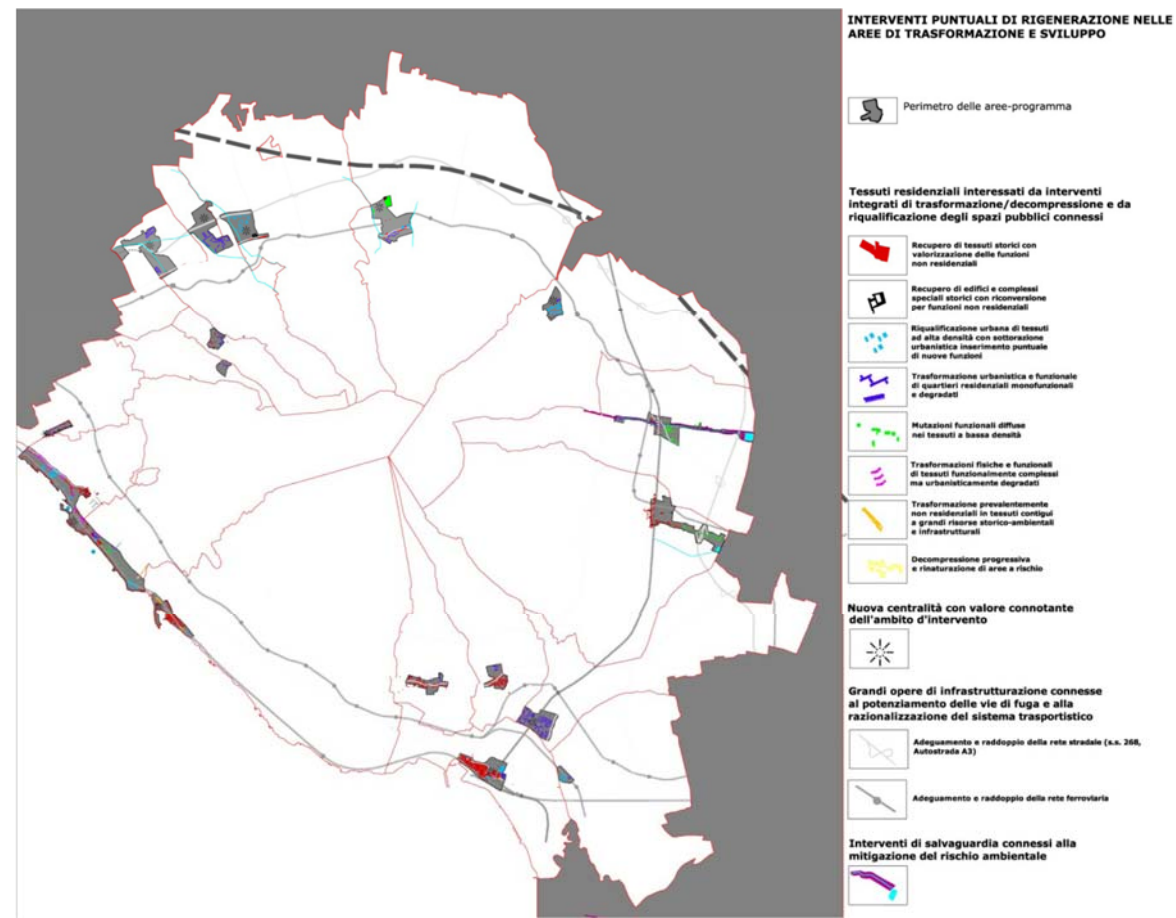 INTERVENTI PUNTUALI DI RIGENERAZIONE NELLE
AREE DI TRASFORMAZIONE E SVILUPPO
Perimetro delle aree-programma
Tessuti residenziali interessati da interventi
integrati di trasformazione/decompressione e da
riqualificazione degli spazi pubblici connessi
Recupero di tessuti storici con
valorizzazione delle funzioni
non residenziali
Recupero di edifici e complessi
speciali storici con riconversione
per funzioni non residenziali
Riqualificazione urbana di tessuti
ad alta densità con sottorazione
urbanistica inserimento puntuale
di nuove funzioni
Trasformazione urbanistica e funzionale
di quartieri residenziali monofunzionali
e degradati
Mutazioni funzionali diffuse
nei tessuti a bassa densità
Trasformazioni fisiche e funzionali
di tessuti funzionalmente complessi
ma urbanisticamente degradati
Trasformazione prevalentemente
non residenziali in tessuti contigui
a grandi risorse storico-ambientali
e infrastrutturali
Decompressione progressiva
e rinaturazione di aree a rischio
Nuova centralità con valore connotante
dell'ambito d'intervento
Grandi opere di infrastrutturazione connesse
al potenziamento delle vie di fuga e alla
razionalizzazione del sistema trasportistico
Adeguamento e raddoppio della rete stradale (s.s. 268,
Autostrada A3)
Adeguamento e raddoppio della rete ferroviaria
Interventi di salvaguardia connessi alla
mitigazione del rischio ambientale